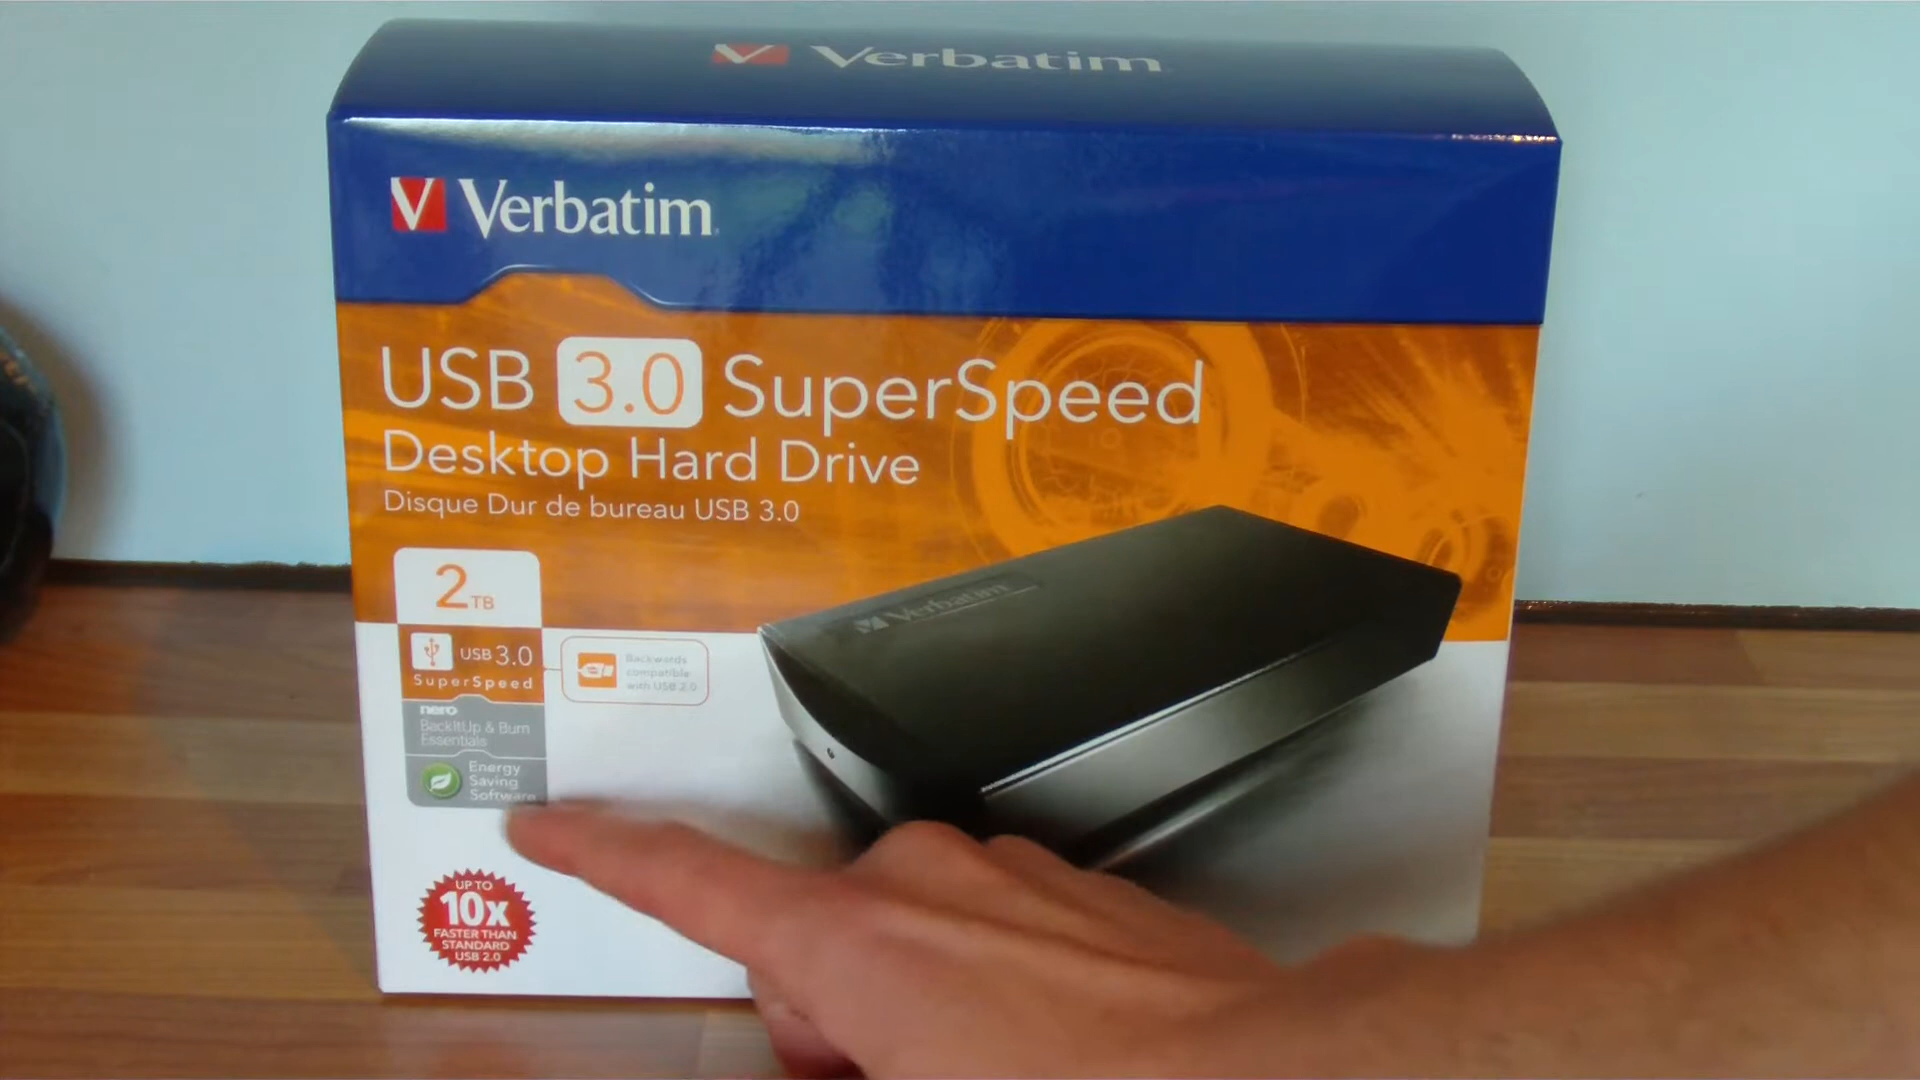 Verbatim
Verbatim
USB 3.0 SuperSpeed
Desktop Hard Drive
Disque Dur de bureau USB 3.0
2TB
USB 3.0
SuperSpeed
Backwards
compatible
with USB 2.0
nero
BackItUp & Burn
Essentials
Energy
Saving
Software
Verbatim
UP TO
10x
FASTER THAN
STANDARD
USB 2.0